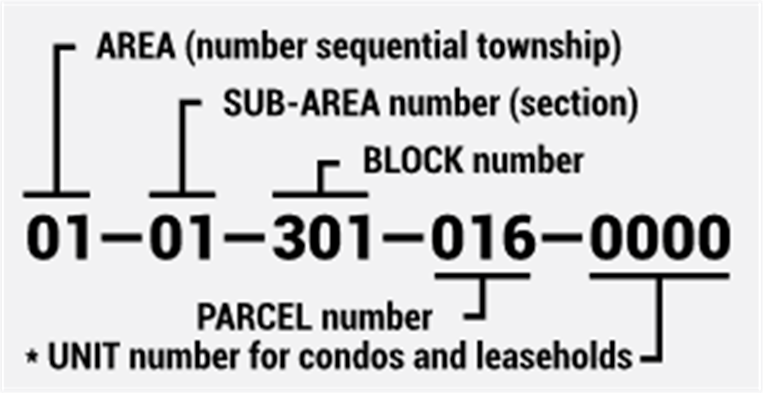 AREA (number sequential township)
SUB-AREA number (section)
BLOCK number
01-01-301-016-0000
PARCEL number
* UNIT number for condos and leaseholds